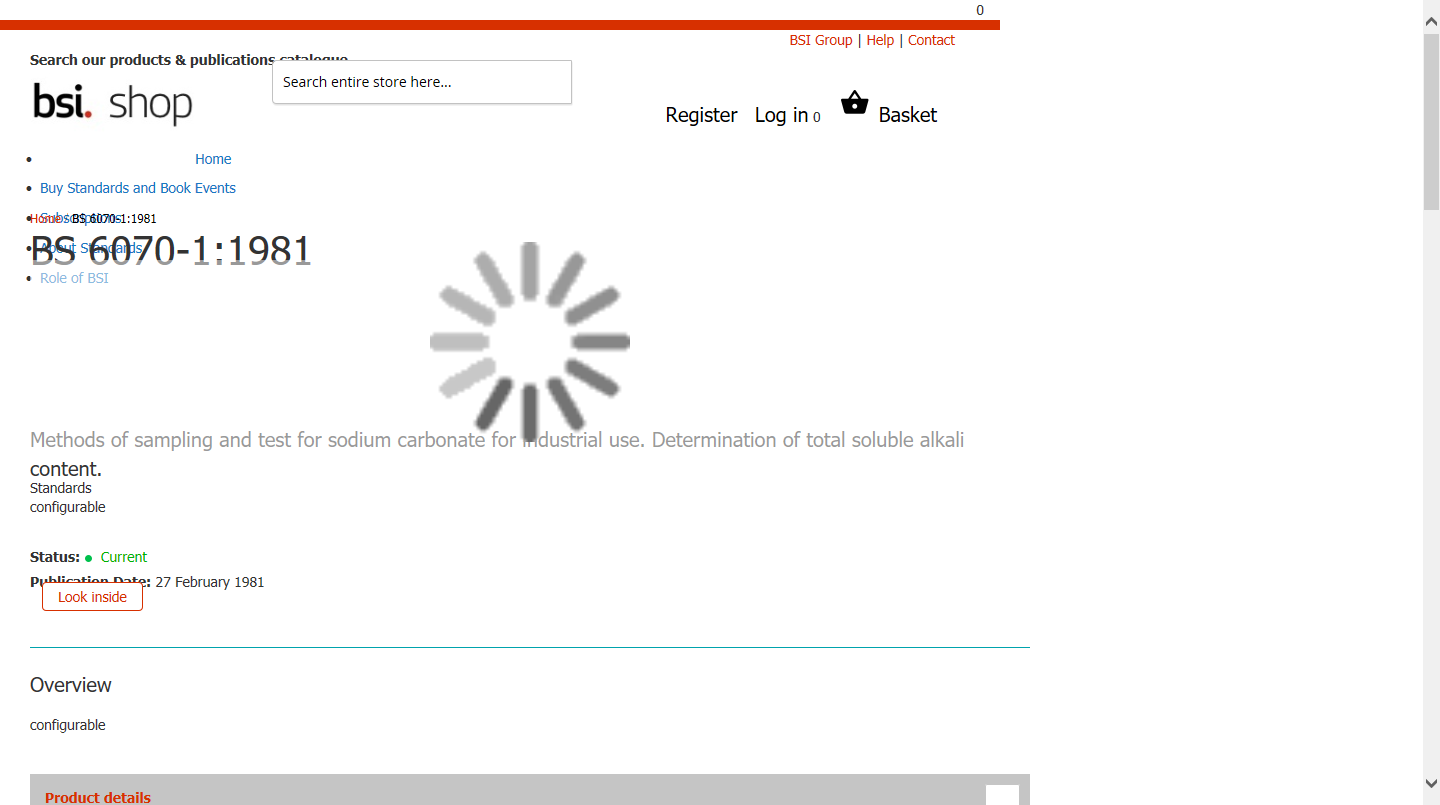 0
BSI Group | Help | Contact
Search our products & publications catalogue
Search entire store here...
bsi. shop
Register Log in 0 Basket
Home
Buy Standards and Book Events
Subscriptions
Home / BS 6070-1:1981
About Standards
BS 6070-1:1981
Role of BSI
Methods of sampling and test for sodium carbonate for industrial use. Determination of total soluble alkali
content.
Standards
configurable
Status: Current
Publication Date: 27 February 1981
Look inside
Overview
configurable
Product details